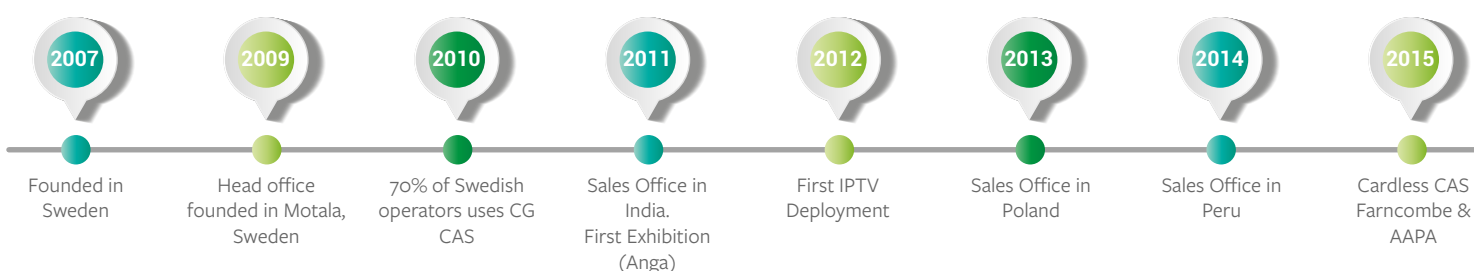 2007
2009
2010
2011
2012
2013
2014
2015
Founded in
Sweden
Head office
founded in Motala,
Sweden
70% of Swedish
operators uses CG
CAS
Sales Office in
India.
First Exhibition
(Anga)
First IPTV
Deployment
Sales Office in
Poland
Sales Office in
Peru
Cardless CAS
Farncombe &
AAPA